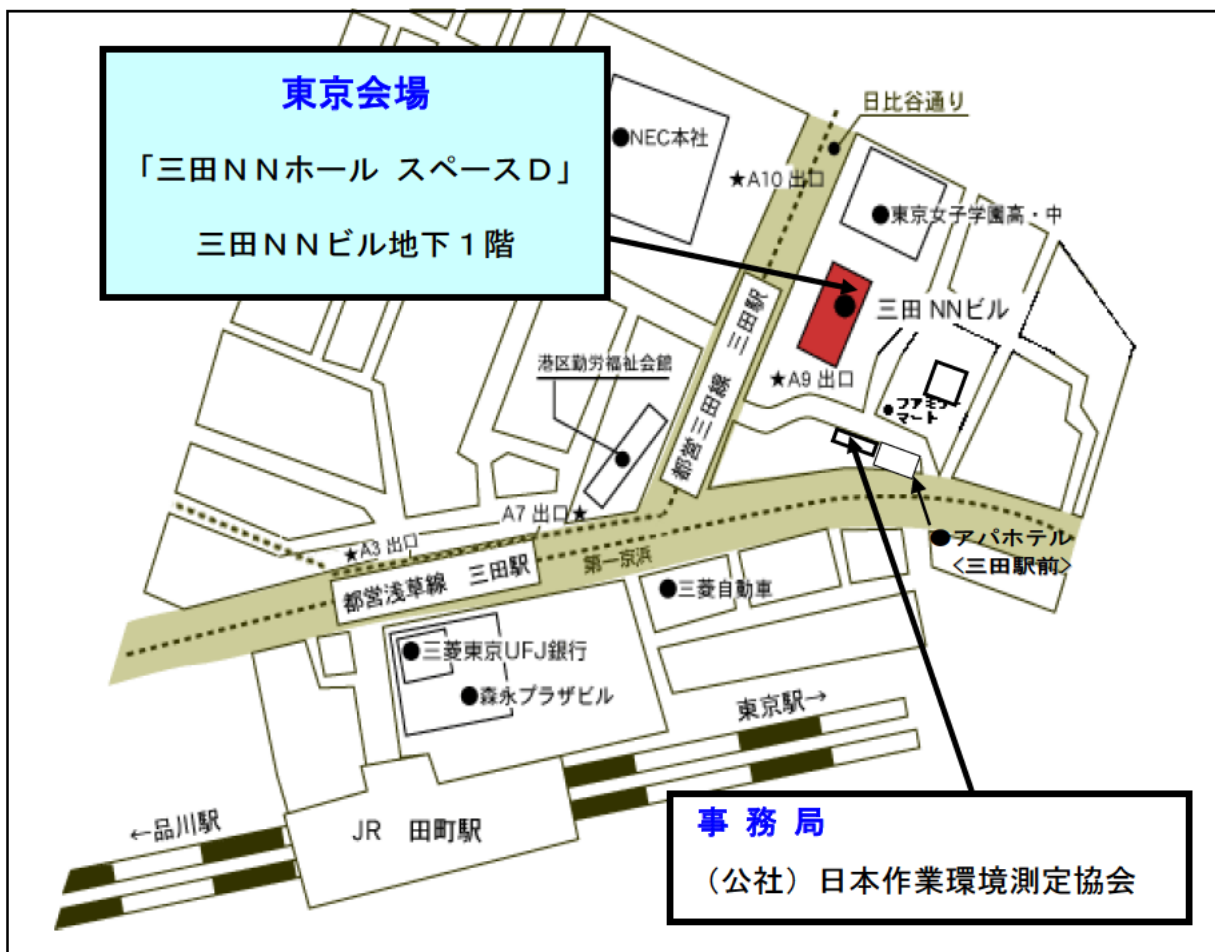 東京会場
「三田NNホール スペースD」
三田NNビル地下1階
日比谷通り
●NEC本社
★A10 出口
●東京女子学園高・中
三田 NNビル
都営三田線 三田駅
港区勤労福祉会館
★A9 出口
ファミリーマート
A7 出口★
★A3 出口
都営浅草線 三田駅
第一京浜
●アパホテル
<三田駅前>
●三菱自動車
●三菱東京UFJ銀行
●森永プラザビル
東京駅→
←品川駅
JR 田町駅
事務局
(公社)日本作業環境測定協会